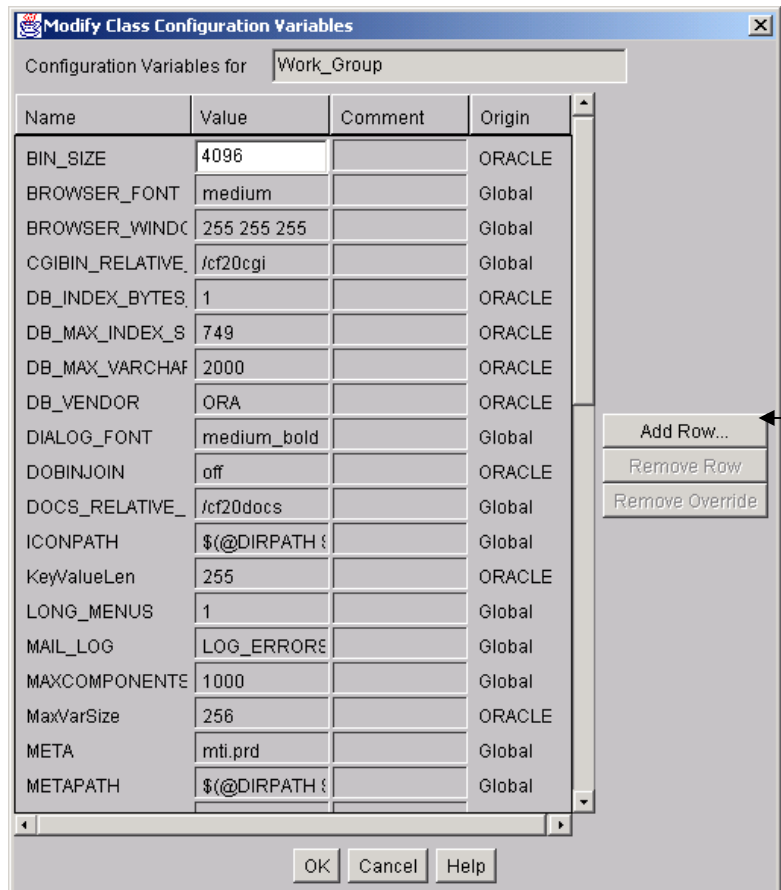 Modify Class Configuration Variables
Configuration Variables for Work_Group
Name Value Comment Origin
BIN_SIZE 4096 ORACLE
BROWSER_FONT medium Global
BROWSER_WINDO 255 255 255 Global
CGIBIN_RELATIVE_ /cf20cgi Global
DB_INDEX_BYTES_ 1 ORACLE
DB_MAX_INDEX_S 749 ORACLE
DB_MAX_VARCHAR 2000 ORACLE
DB_VENDOR ORA ORACLE
DIALOG_FONT medium_bold Global
Add Row...
DOBINJOIN off ORACLE
Remove Row
DOCS_RELATIVE_ /cf20docs Global
Remove Override
ICONPATH $(@DIRPATH Global
KeyValueLen 255 ORACLE
LONG_MENUS 1 Global
MAIL_LOG LOG_ERRORS Global
MAXCOMPONENTS 1000 Global
MaxVarSize 256 ORACLE
META mti.prd Global
METAPATH $(@DIRPATH Global
OK Cancel Help